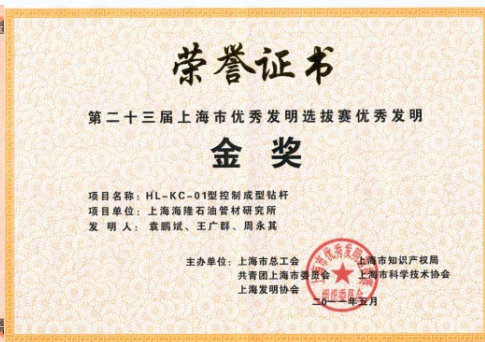 荣誉证书
第二十三届上海市优秀发明选拔赛优秀发明
金奖
项目名称：HL-KC-01型控制成型钻杆
项目单位：上海海隆石油管材研究所
发明人：袁鹏斌、王广群、周永其
主办单位：上海市总工会 上海市知识产权局
共青团上海市委员会 上海市科学技术协会
上海发明协会
二〇一一年五月